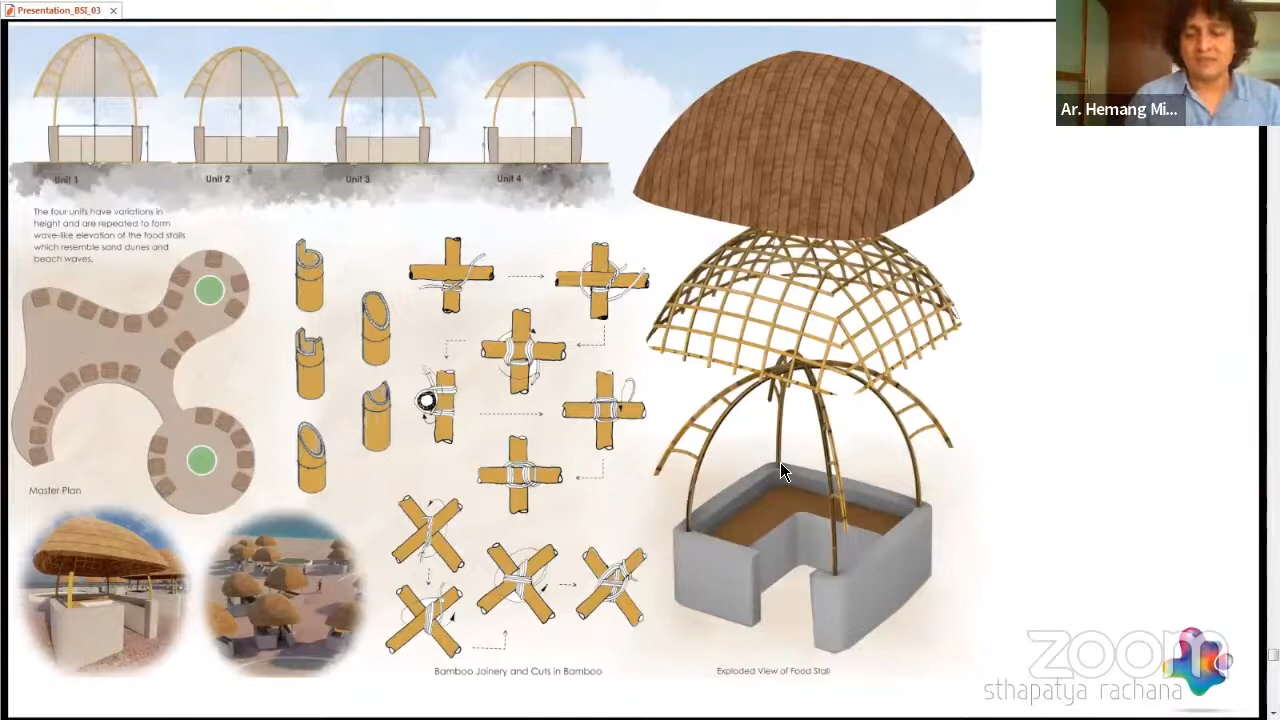 Presentation_BSI_03
Ar. Hemang Mi...
Unit 1
Unit 2
Unit 3
Unit 4
The four units have variations in
height and are repeated to form
wave-like elevation of the food stalls
which resemble sand dunes and
beach waves.
Master Plan
Bamboo Joinery and Cuts in Bamboo
Exploded View of Food Stall
zoom
sthapatya rachana